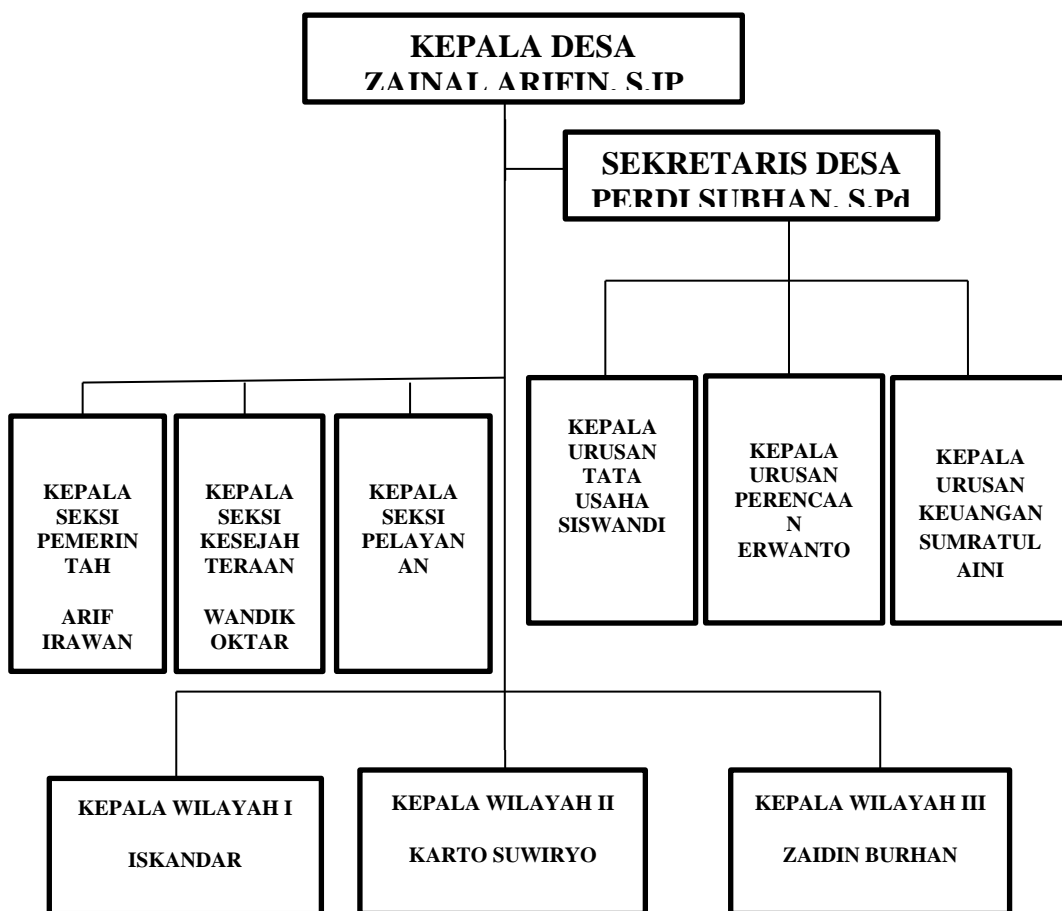 KEPALA DESA
ZAINAL ARIFIN, S.IP
SEKRETARIS DESA
PERDI SUBHAN, S.Pd
KEPALA
SEKSI
PEMERIN
TAH
ARIF
IRAWAN
KEPALA
SEKSI
KESEJAH
TERAAN
WANDIK
OKTAR
KEPALA
SEKSI
PELAYAN
AN
KEPALA
URUSAN
TATA
USAHA
SISWANDI
KEPALA
URUSAN
PERENCAA
N
ERWANTO
KEPALA
URUSAN
KEUANGAN
SUMRATUL
AINI
KEPALA WILAYAH I
ISKANDAR
KEPALA WILAYAH II
KARTO SUWIRYO
KEPALA WILAYAH III
ZAIDIN BURHAN